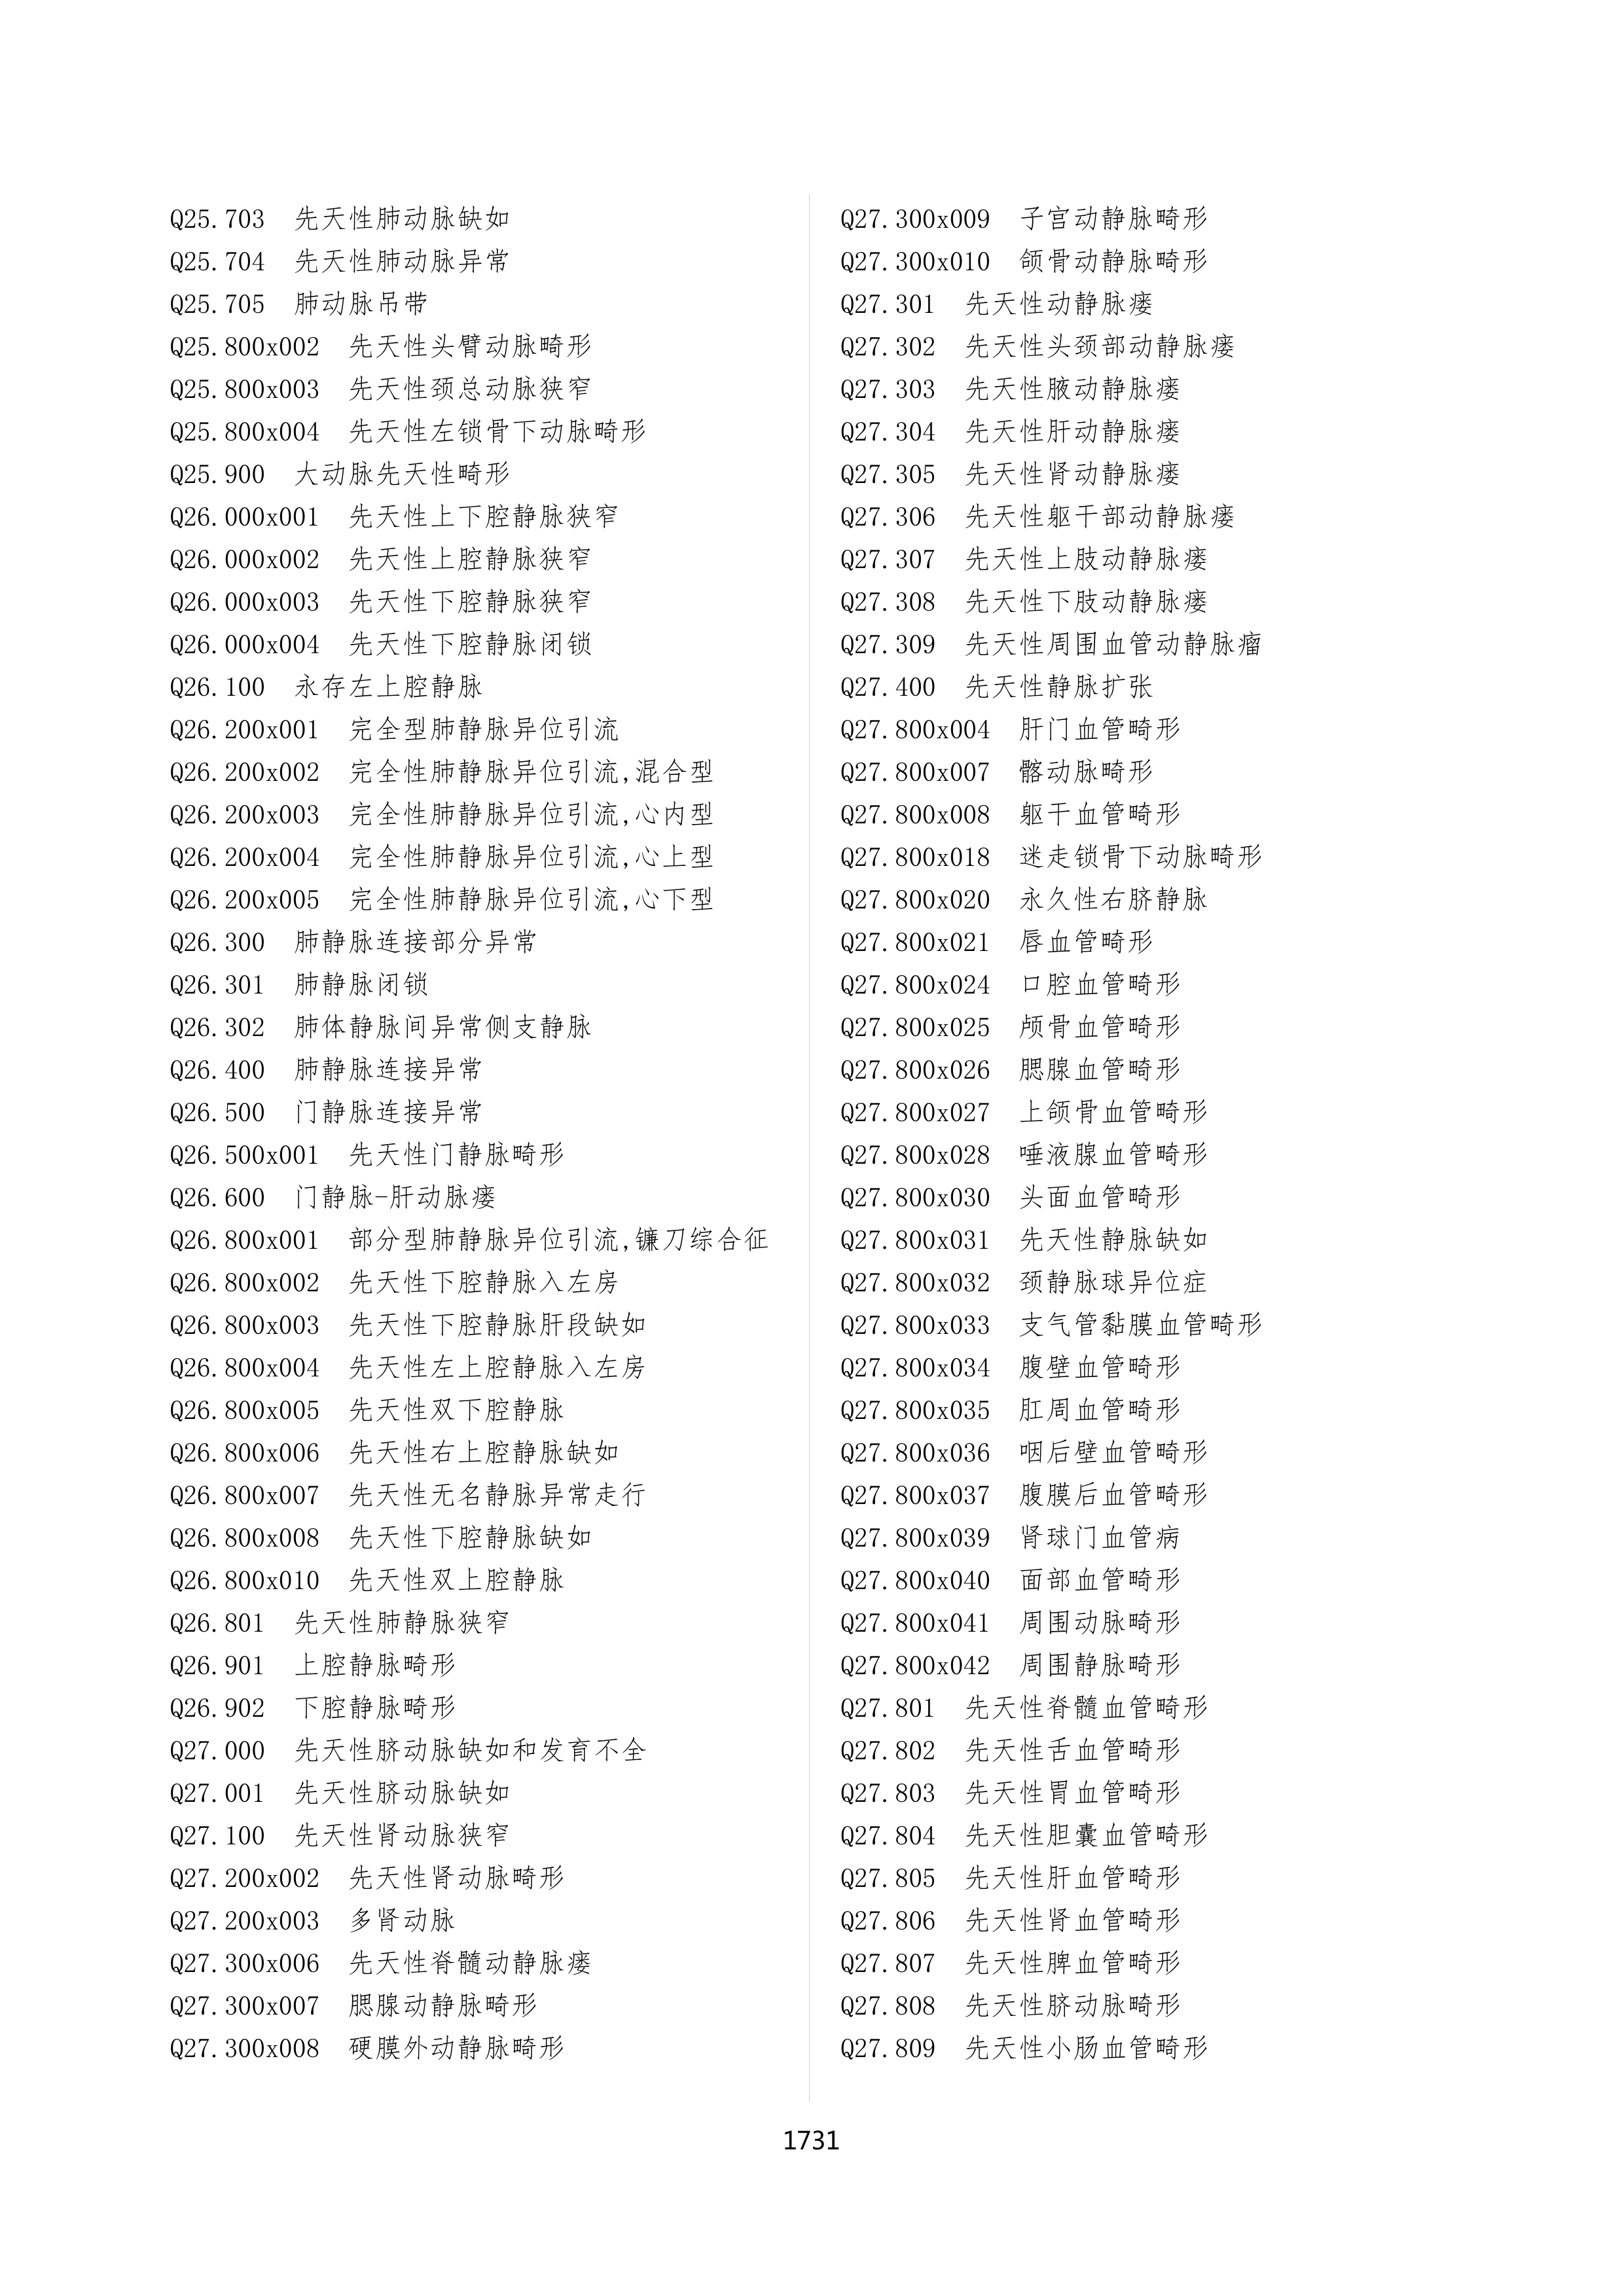 Q25.703  先天性肺动脉缺如
Q25.704  先天性肺动脉异常
Q25.705  肺动脉吊带
Q25.800x002  先天性头臂动脉畸形
Q25.800x003  先天性颈总动脉狭窄
Q25.800x004  先天性左锁骨下动脉畸形
Q25.900  大动脉先天性畸形
Q26.000x001  先天性上下腔静脉狭窄
Q26.000x002  先天性上腔静脉狭窄
Q26.000x003  先天性下腔静脉狭窄
Q26.000x004  先天性下腔静脉闭锁
Q26.100  永存左上腔静脉
Q26.200x001  完全型肺静脉异位引流
Q26.200x002  完全性肺静脉异位引流,混合型
Q26.200x003  完全性肺静脉异位引流,心内型
Q26.200x004  完全性肺静脉异位引流,心上型
Q26.200x005  完全性肺静脉异位引流,心下型
Q26.300  肺静脉连接部分异常
Q26.301  肺静脉闭锁
Q26.302  肺体静脉间异常侧支静脉
Q26.400  肺静脉连接异常
Q26.500  门静脉连接异常
Q26.500x001  先天性门静脉畸形
Q26.600  门静脉-肝动脉瘘
Q26.800x001  部分型肺静脉异位引流,镰刀综合征
Q26.800x002  先天性下腔静脉入左房
Q26.800x003  先天性下腔静脉肝段缺如
Q26.800x004  先天性左上腔静脉入左房
Q26.800x005  先天性双下腔静脉
Q26.800x006  先天性右上腔静脉缺如
Q26.800x007  先天性无名静脉异常走行
Q26.800x008  先天性下腔静脉缺如
Q26.800x010  先天性双上腔静脉
Q26.801  先天性肺静脉狭窄
Q26.901  上腔静脉畸形
Q26.902  下腔静脉畸形
Q27.000  先天性脐动脉缺如和发育不全
Q27.001  先天性脐动脉缺如
Q27.100  先天性肾动脉狭窄
Q27.200x002  先天性肾动脉畸形
Q27.200x003  多肾动脉
Q27.300x006  先天性脊髓动静脉瘘
Q27.300x007  腮腺动静脉畸形
Q27.300x008  硬膜外动静脉畸形
Q27.300x009  子宫动静脉畸形
Q27.300x010  颌骨动静脉畸形
Q27.301  先天性动静脉瘘
Q27.302  先天性头颈部动静脉瘘
Q27.303  先天性腋动静脉瘘
Q27.304  先天性肝动静脉瘘
Q27.305  先天性肾动静脉瘘
Q27.306  先天性躯干部动静脉瘘
Q27.307  先天性上肢动静脉瘘
Q27.308  先天性下肢动静脉瘘
Q27.309  先天性周围血管动静脉瘤
Q27.400  先天性静脉扩张
Q27.800x004  肝门血管畸形
Q27.800x007  髂动脉畸形
Q27.800x008  躯干血管畸形
Q27.800x018  迷走锁骨下动脉畸形
Q27.800x020  永久性右脐静脉
Q27.800x021  唇血管畸形
Q27.800x024  口腔血管畸形
Q27.800x025  颅骨血管畸形
Q27.800x026  腮腺血管畸形
Q27.800x027  上颌骨血管畸形
Q27.800x028  唾液腺血管畸形
Q27.800x030  头面血管畸形
Q27.800x031  先天性静脉缺如
Q27.800x032  颈静脉球异位症
Q27.800x033  支气管黏膜血管畸形
Q27.800x034  腹壁血管畸形
Q27.800x035  肛周血管畸形
Q27.800x036  咽后壁血管畸形
Q27.800x037  腹膜后血管畸形
Q27.800x039  肾球门血管病
Q27.800x040  面部血管畸形
Q27.800x041  周围动脉畸形
Q27.800x042  周围静脉畸形
Q27.801  先天性脊髓血管畸形
Q27.802  先天性舌血管畸形
Q27.803  先天性胃血管畸形
Q27.804  先天性胆囊血管畸形
Q27.805  先天性肝血管畸形
Q27.806  先天性肾血管畸形
Q27.807  先天性脾血管畸形
Q27.808  先天性脐动脉畸形
Q27.809  先天性小肠血管畸形
1731